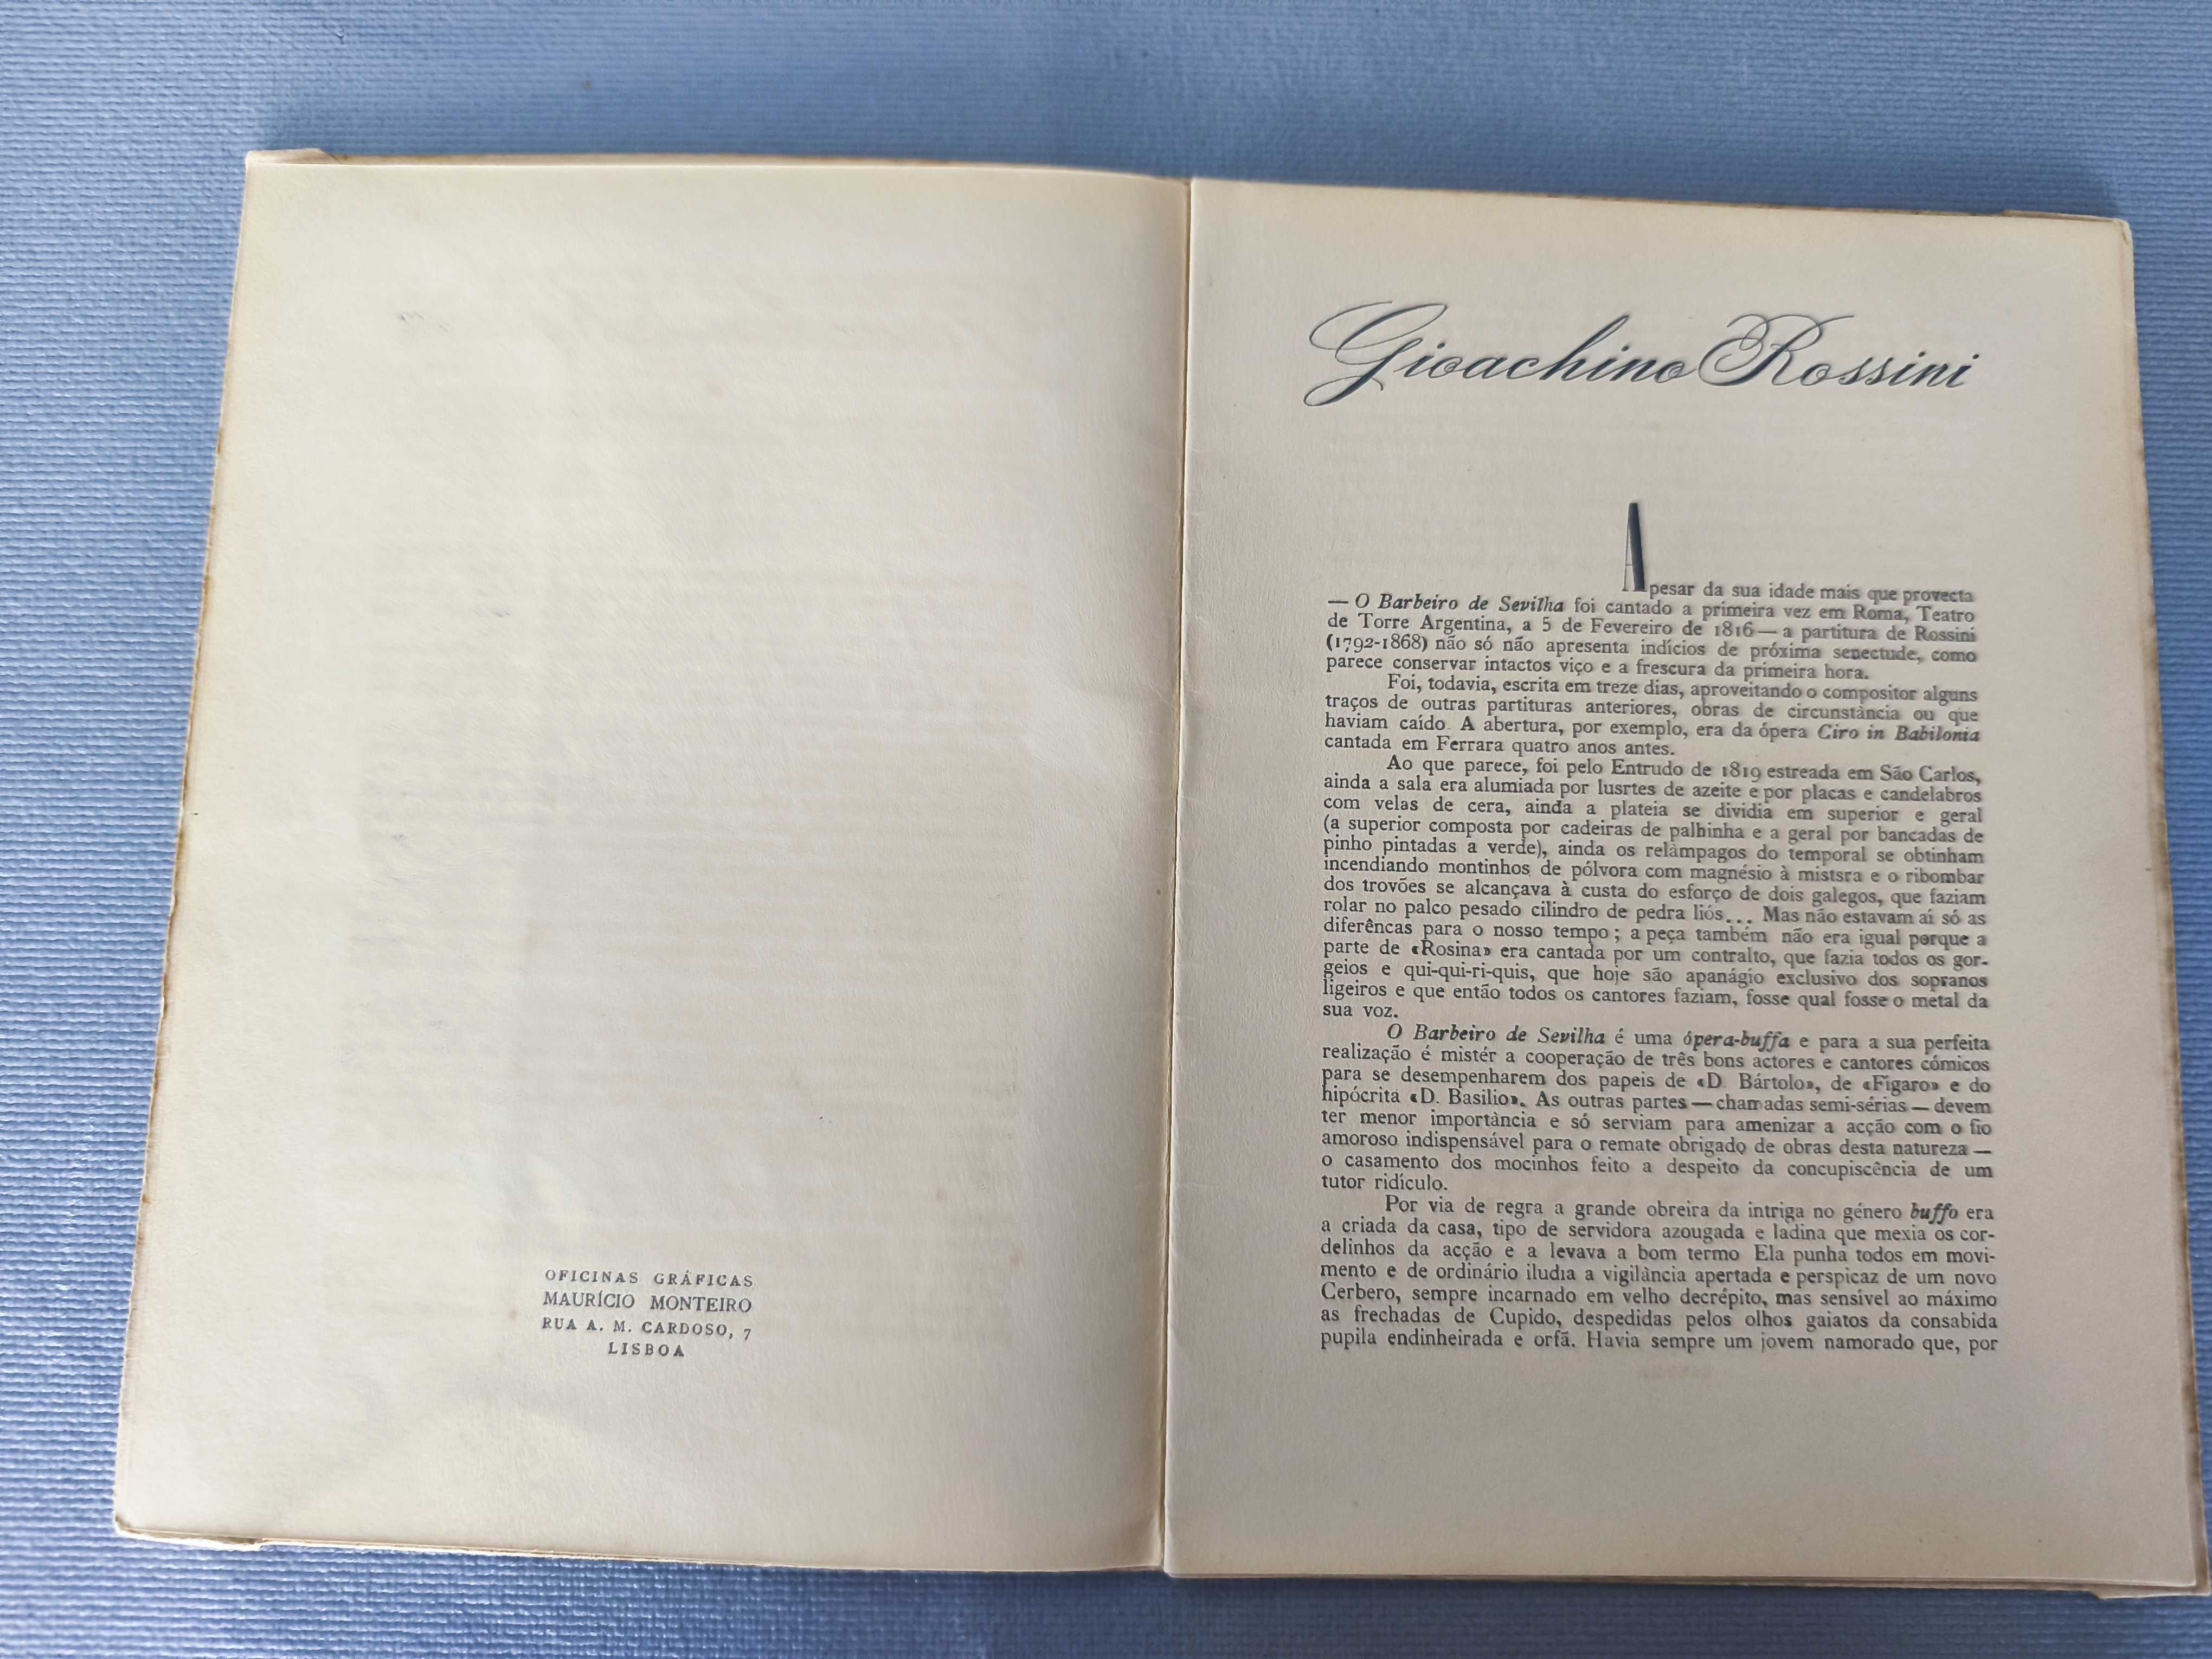 OFICINAS GRÁFICAS
MAURÍCIO MONTEIRO
RUA A. M. CARDOSO, 7
LISBOA
Gioachino Rossini
Apesar da sua idade mais que provecta
— O Barbeiro de Sevilha foi cantado a primeira vez em Roma, Teatro
de Torre Argentina, a 5 de Fevereiro de 1816 — a partitura de Rossini
(1792-1868) não só não apresenta indícios de próxima senectude, como
parece conservar intactos viço e a frescura da primeira hora.
Foi, todavia, escrita em treze dias, aproveitando o compositor alguns
traços de outras partituras anteriores, obras de circunstância ou que
haviam caído. A abertura, por exemplo, era da ópera Ciro in Babilonia
cantada em Ferrara quatro anos antes.
Ao que parece, foi pelo Entrudo de 1819 estreada em São Carlos,
ainda a sala era alumiada por lusrtes de azeite e por placas e candelabros
com velas de cera, ainda a plateia se dividia em superior e geral
(a superior composta por cadeiras de palhinha e a geral por bancadas de
pinho pintadas a verde), ainda os relàmpagos do temporal se obtinham
incendiando montinhos de pólvora com magnésio à mistsra e o ribombar
dos trovões se alcançava à custa do esforço de dois galegos, que faziam
rolar no palco pesado cilindro de pedra liós... Mas não estavam aí só as
diferêncas para o nosso tempo ; a peça também não era igual porque a
parte de «Rosina» era cantada por um contralto, que fazia todos os gor-
geios e qui-qui-ri-quis, que hoje são apanágio exclusivo dos sopranos
ligeiros e que então todos os cantores faziam, fosse qual fosse o metal da
sua voz.
O Barbeiro de Sevilha é uma ópera-buffa e para a sua perfeita
realização é mistér a cooperação de três bons actores e cantores cómicos
para se desempenharem dos papeis de «D. Bártolo», de «Fígaro» e do
hipócrita «D. Basilio». As outras partes — chamadas semi-sérias — devem
ter menor importància e só serviam para amenizar a acção com o fio
amoroso indispensável para o remate obrigado de obras desta natureza —
o casamento dos mocinhos feito a despeito da concupiscência de um
tutor ridículo.
Por via de regra a grande obreira da intriga no género buffo era
a criada da casa, tipo de servidora azougada e ladina que mexia os cor-
delinhos da acção e a levava a bom termo Ela punha todos em movi-
mento e de ordinário iludia a vigilància apertada e perspicaz de um novo
Cerbero, sempre incarnado em velho decrépito, mas sensível ao máximo
as frechadas de Cupido, despedidas pelos olhos gaiatos da consabida
pupila endinheirada e orfã. Havia sempre um jovem namorado que, por